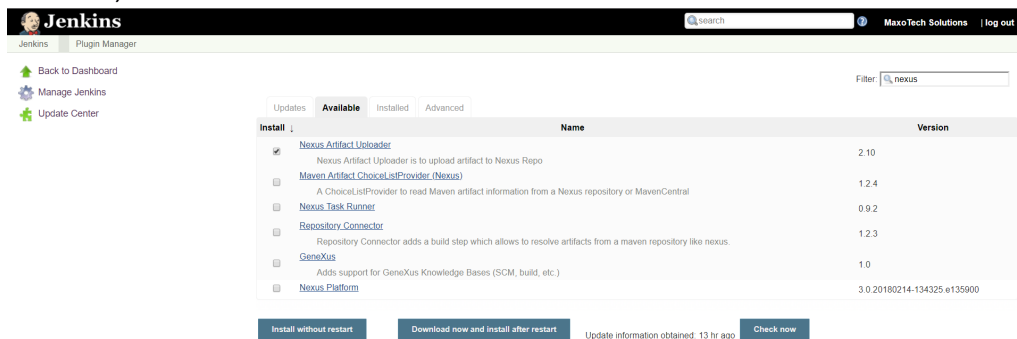 Jenkins
search
MaxoTech Solutions | log out
Jenkins Plugin Manager
Back to Dashboard
Manage Jenkins
Update Center
Filter: nexus
Updates Available Installed Advanced
Install ↓ Name Version
Nexus Artifact Uploader
Nexus Artifact Uploader is to upload artifact to Nexus Repo
2.10
Maven Artifact ChoiceListProvider (Nexus)
A ChoiceListProvider to read Maven artifact information from a Nexus repository or MavenCentral
1.2.4
Nexus Task Runner
0.9.2
Repository Connector
Repository Connector adds a build step which allows to resolve artifacts from a maven repository like nexus.
1.2.3
GeneXus
Adds support for GeneXus Knowledge Bases (SCM, build, etc.)
1.0
Nexus Platform
3.0.20180214-134325.e135900
Install without restart Download now and install after restart Update information obtained: 13 hr ago Check now